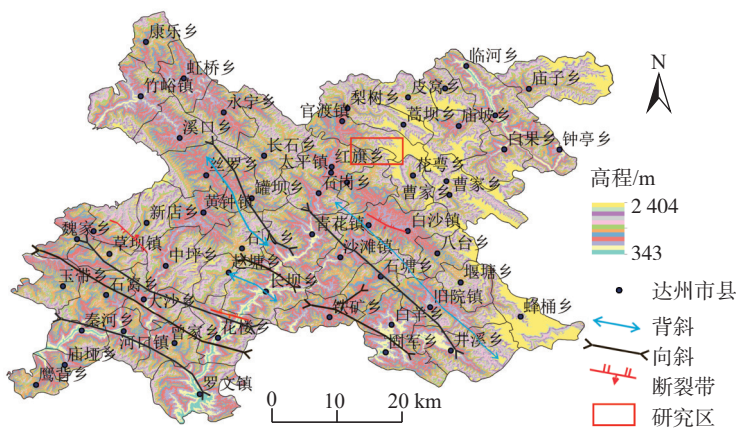 康乐乡
虹桥乡
竹峪镇
永宁乡
溪口乡
丝罗乡
黄钟镇
新店乡
魏家乡
草坝镇
中坪乡
玉带乡
石窝乡
大沙乡
秦河乡
河口镇
曾家乡
花楼乡
庙垭乡
鹰背乡
罗文镇
长石乡
太平镇
罐坝乡
石人乡
赵塘乡
长坝乡
官渡镇
梨树乡
红旗乡
石岗乡
青花镇
沙滩镇
石塘乡
铁矿乡
白羊乡
固军乡
井溪乡
旧院镇
临河乡
皮窝乡
庙子乡
蒿坝乡
庙坡乡
白果乡
钟亭乡
花萼乡
曹家乡
曹家乡
白沙镇
八台乡
堰塘乡
蜂桶乡
N
高程/m
2 404
343
达州市县
背斜
向斜
断裂带
研究区
0 10 20 km